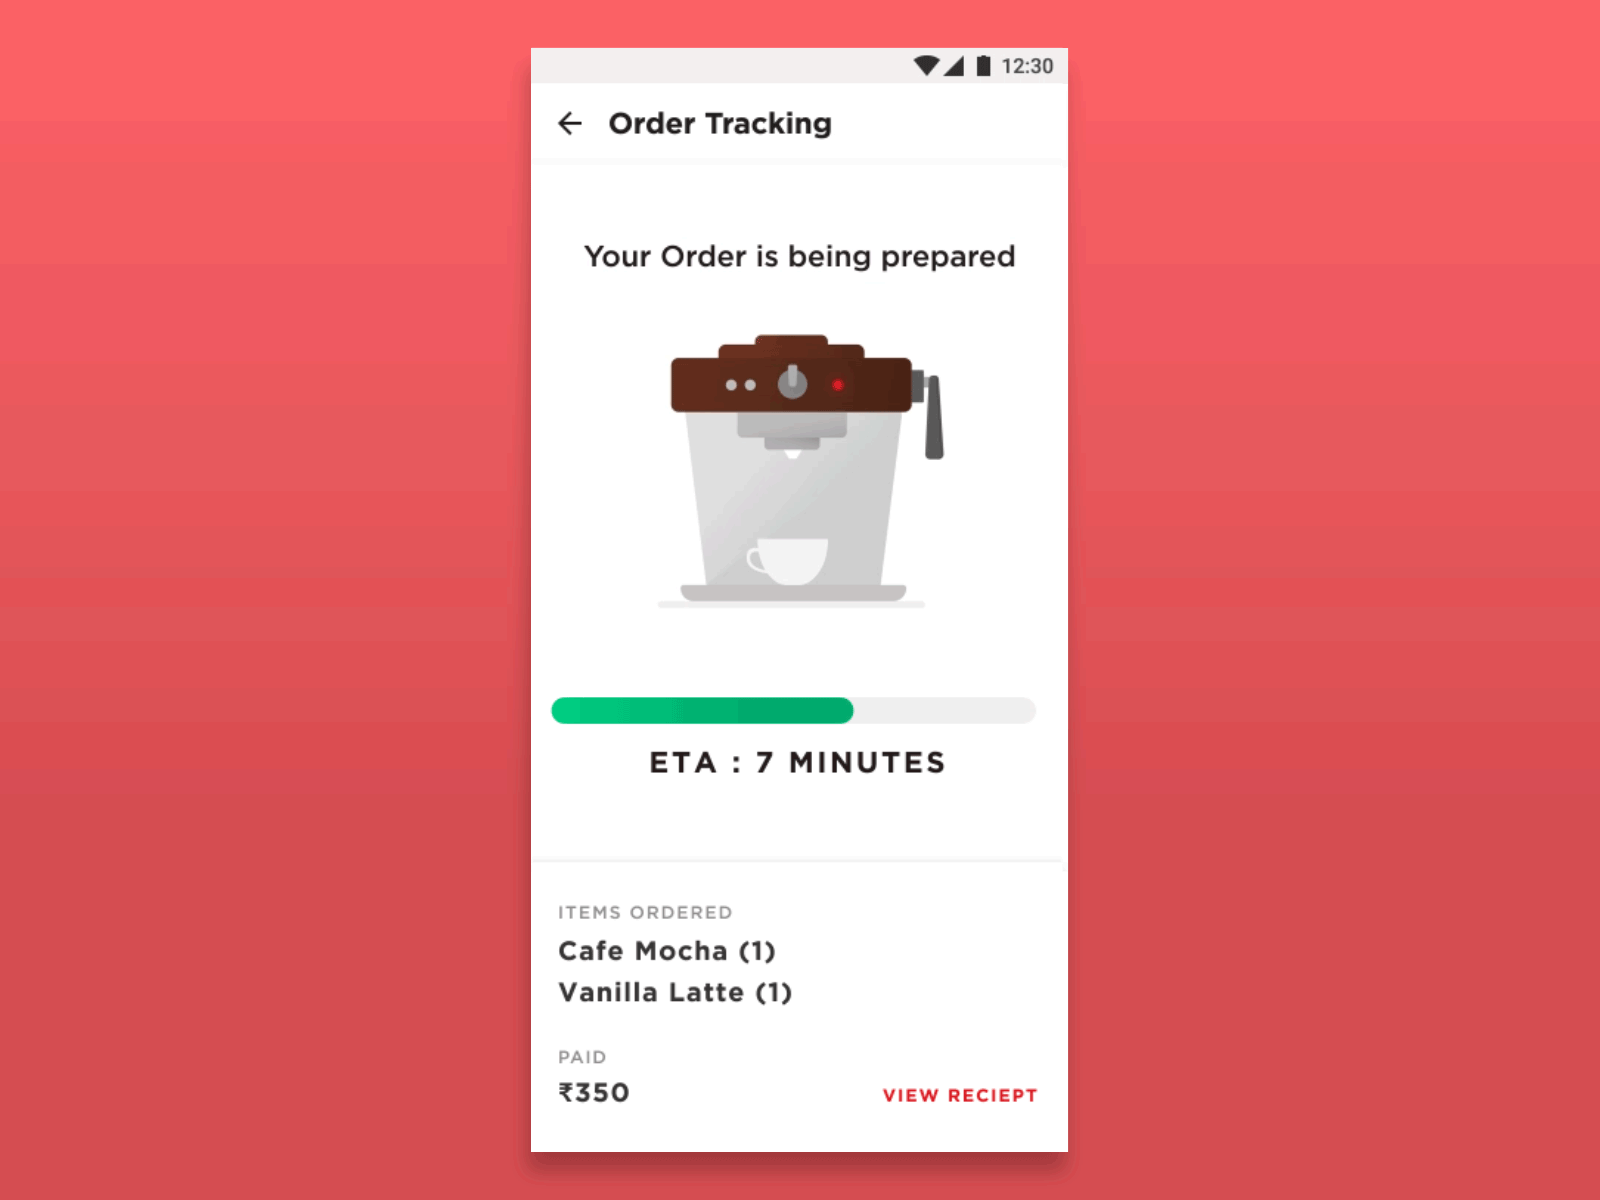 12:30
Order Tracking
Your Order is being prepared
ETA : 7 MINUTES
ITEMS ORDERED
Cafe Mocha (1)
Vanilla Latte (1)
PAID
₹350
VIEW RECIEPT